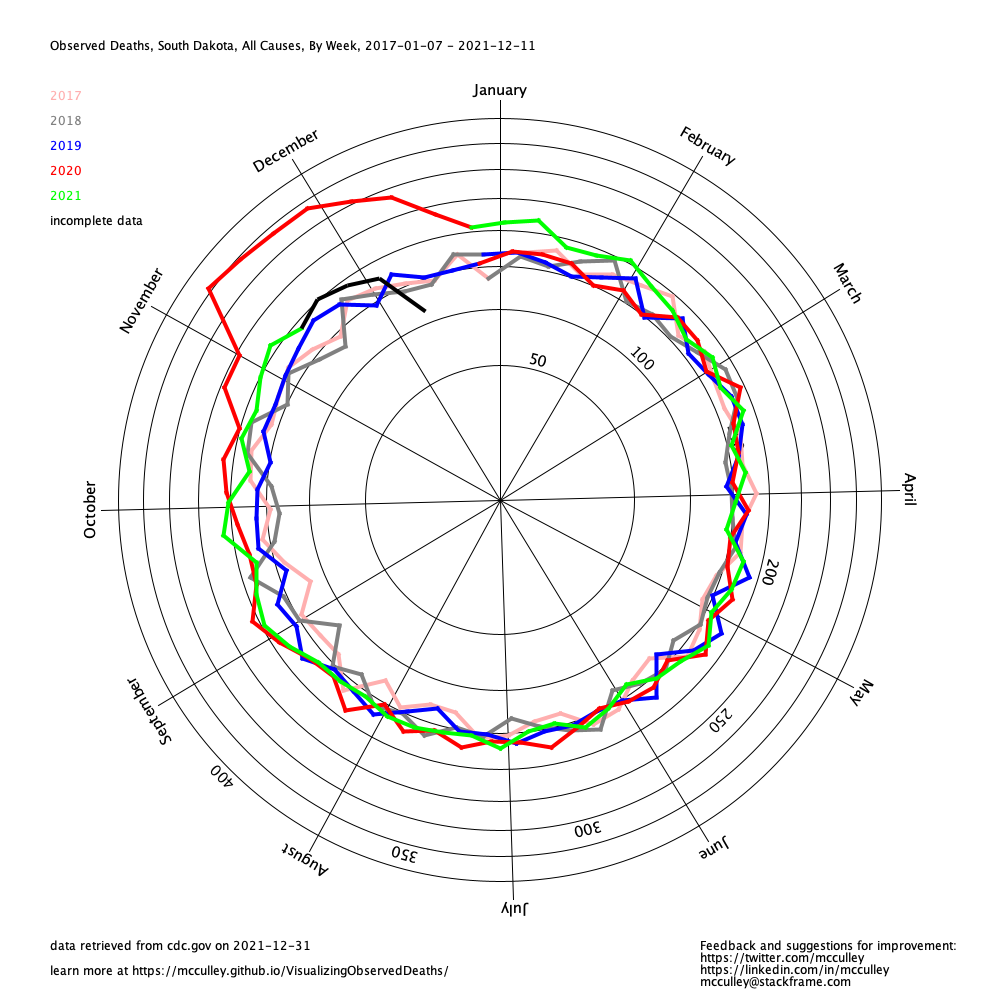 Observed Deaths, South Dakota, All Causes, By Week, 2017-01-07 - 2021-12-11
January
2017
2018
2019
2020
2021
incomplete data
December
February
November
March
50
100
October
April
200
September
May
250
400
300
350
August
June
July
data retrieved from cdc.gov on 2021-12-31
learn more at https://mcculley.github.io/VisualizingObservedDeaths/
Feedback and suggestions for improvement:
https://twitter.com/mcculley
https://linkedin.com/in/mcculley
mcculley@stackframe.com